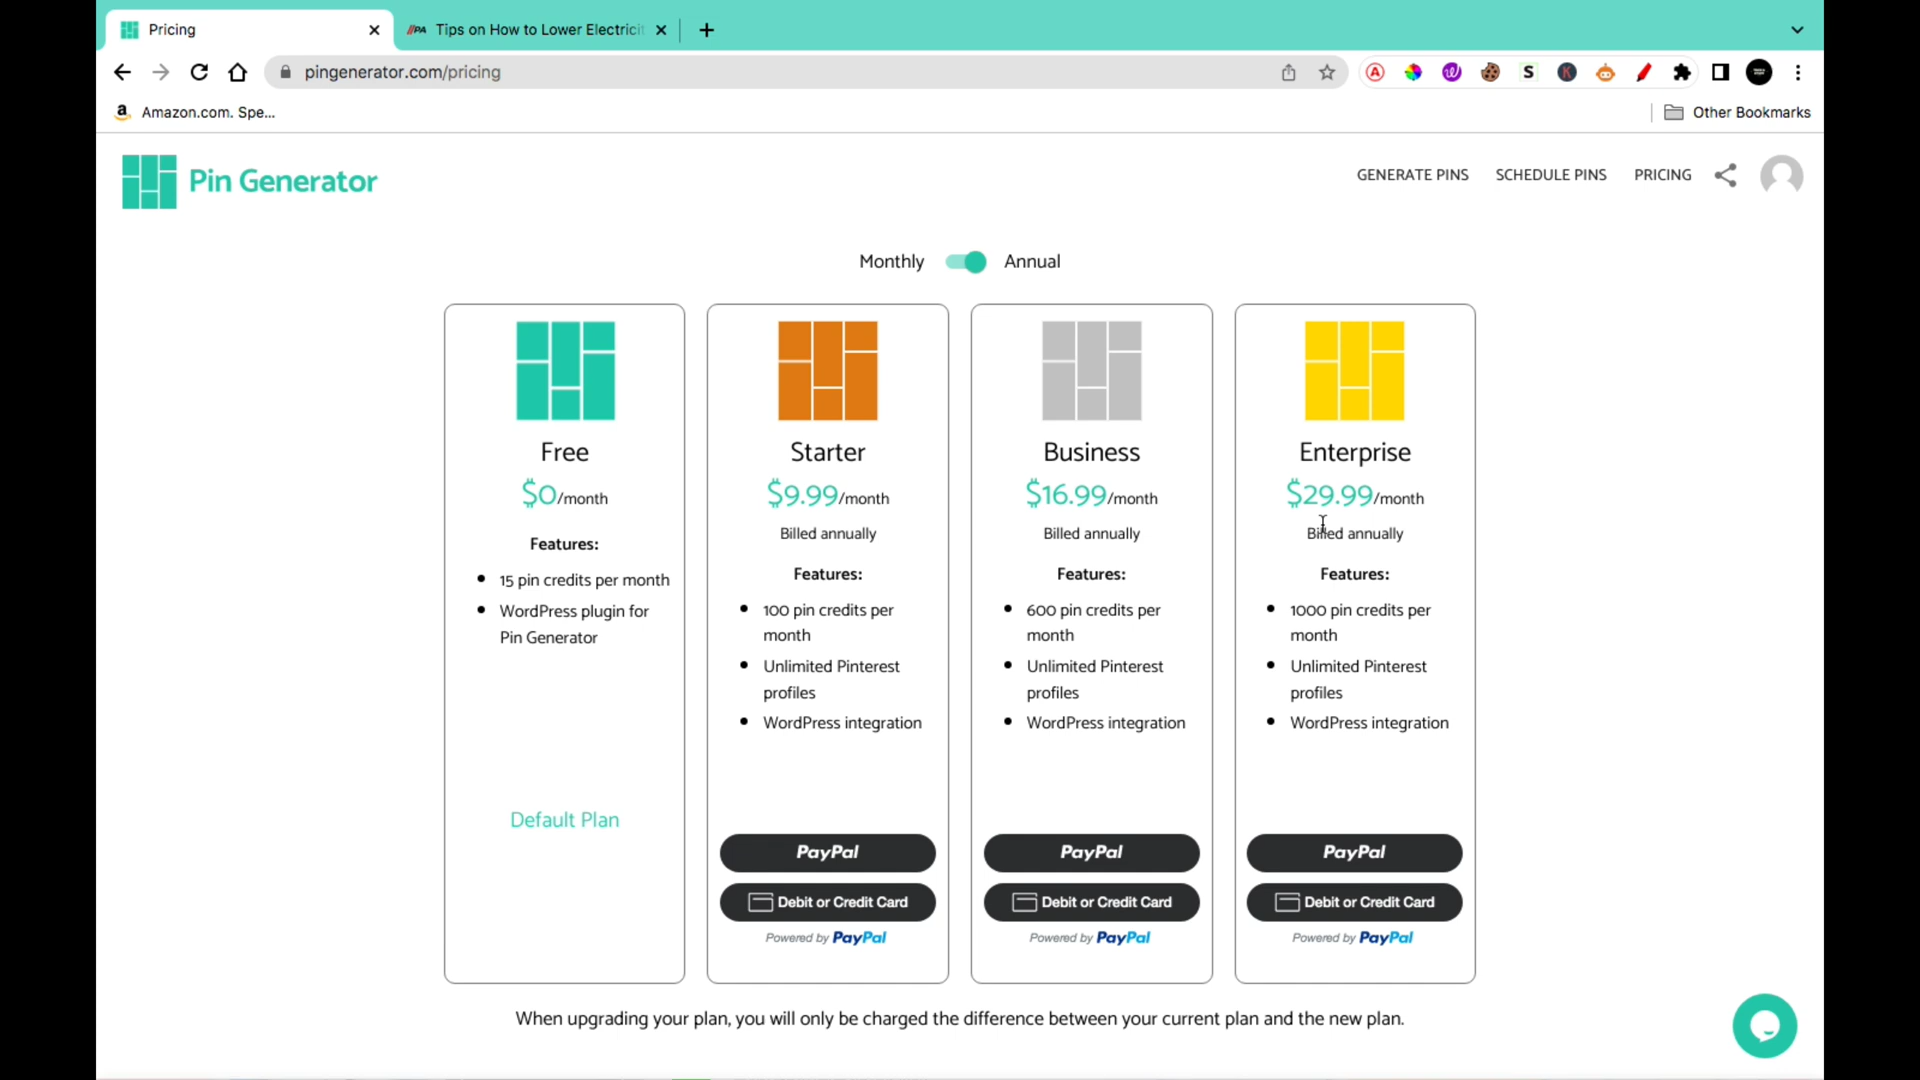 Pricing
//PA Tips on How to Lower Electricit
pingenerator.com/pricing
a Amazon.com. Spe...
Other Bookmarks
Pin Generator
GENERATE PINS SCHEDULE PINS PRICING
Monthly Annual
Free
$0/month
Features:
• 15 pin credits per month
• WordPress plugin for
Pin Generator
Default Plan
Starter
$9.99/month
Billed annually
Features:
• 100 pin credits per
month
• Unlimited Pinterest
profiles
• WordPress integration
PayPal
Debit or Credit Card
Powered by PayPal
Business
$16.99/month
Billed annually
Features:
• 600 pin credits per
month
• Unlimited Pinterest
profiles
• WordPress integration
PayPal
Debit or Credit Card
Powered by PayPal
Enterprise
$29.99/month
Billed annually
Features:
• 1000 pin credits per
month
• Unlimited Pinterest
profiles
• WordPress integration
PayPal
Debit or Credit Card
Powered by PayPal
When upgrading your plan, you will only be charged the difference between your current plan and the new plan.